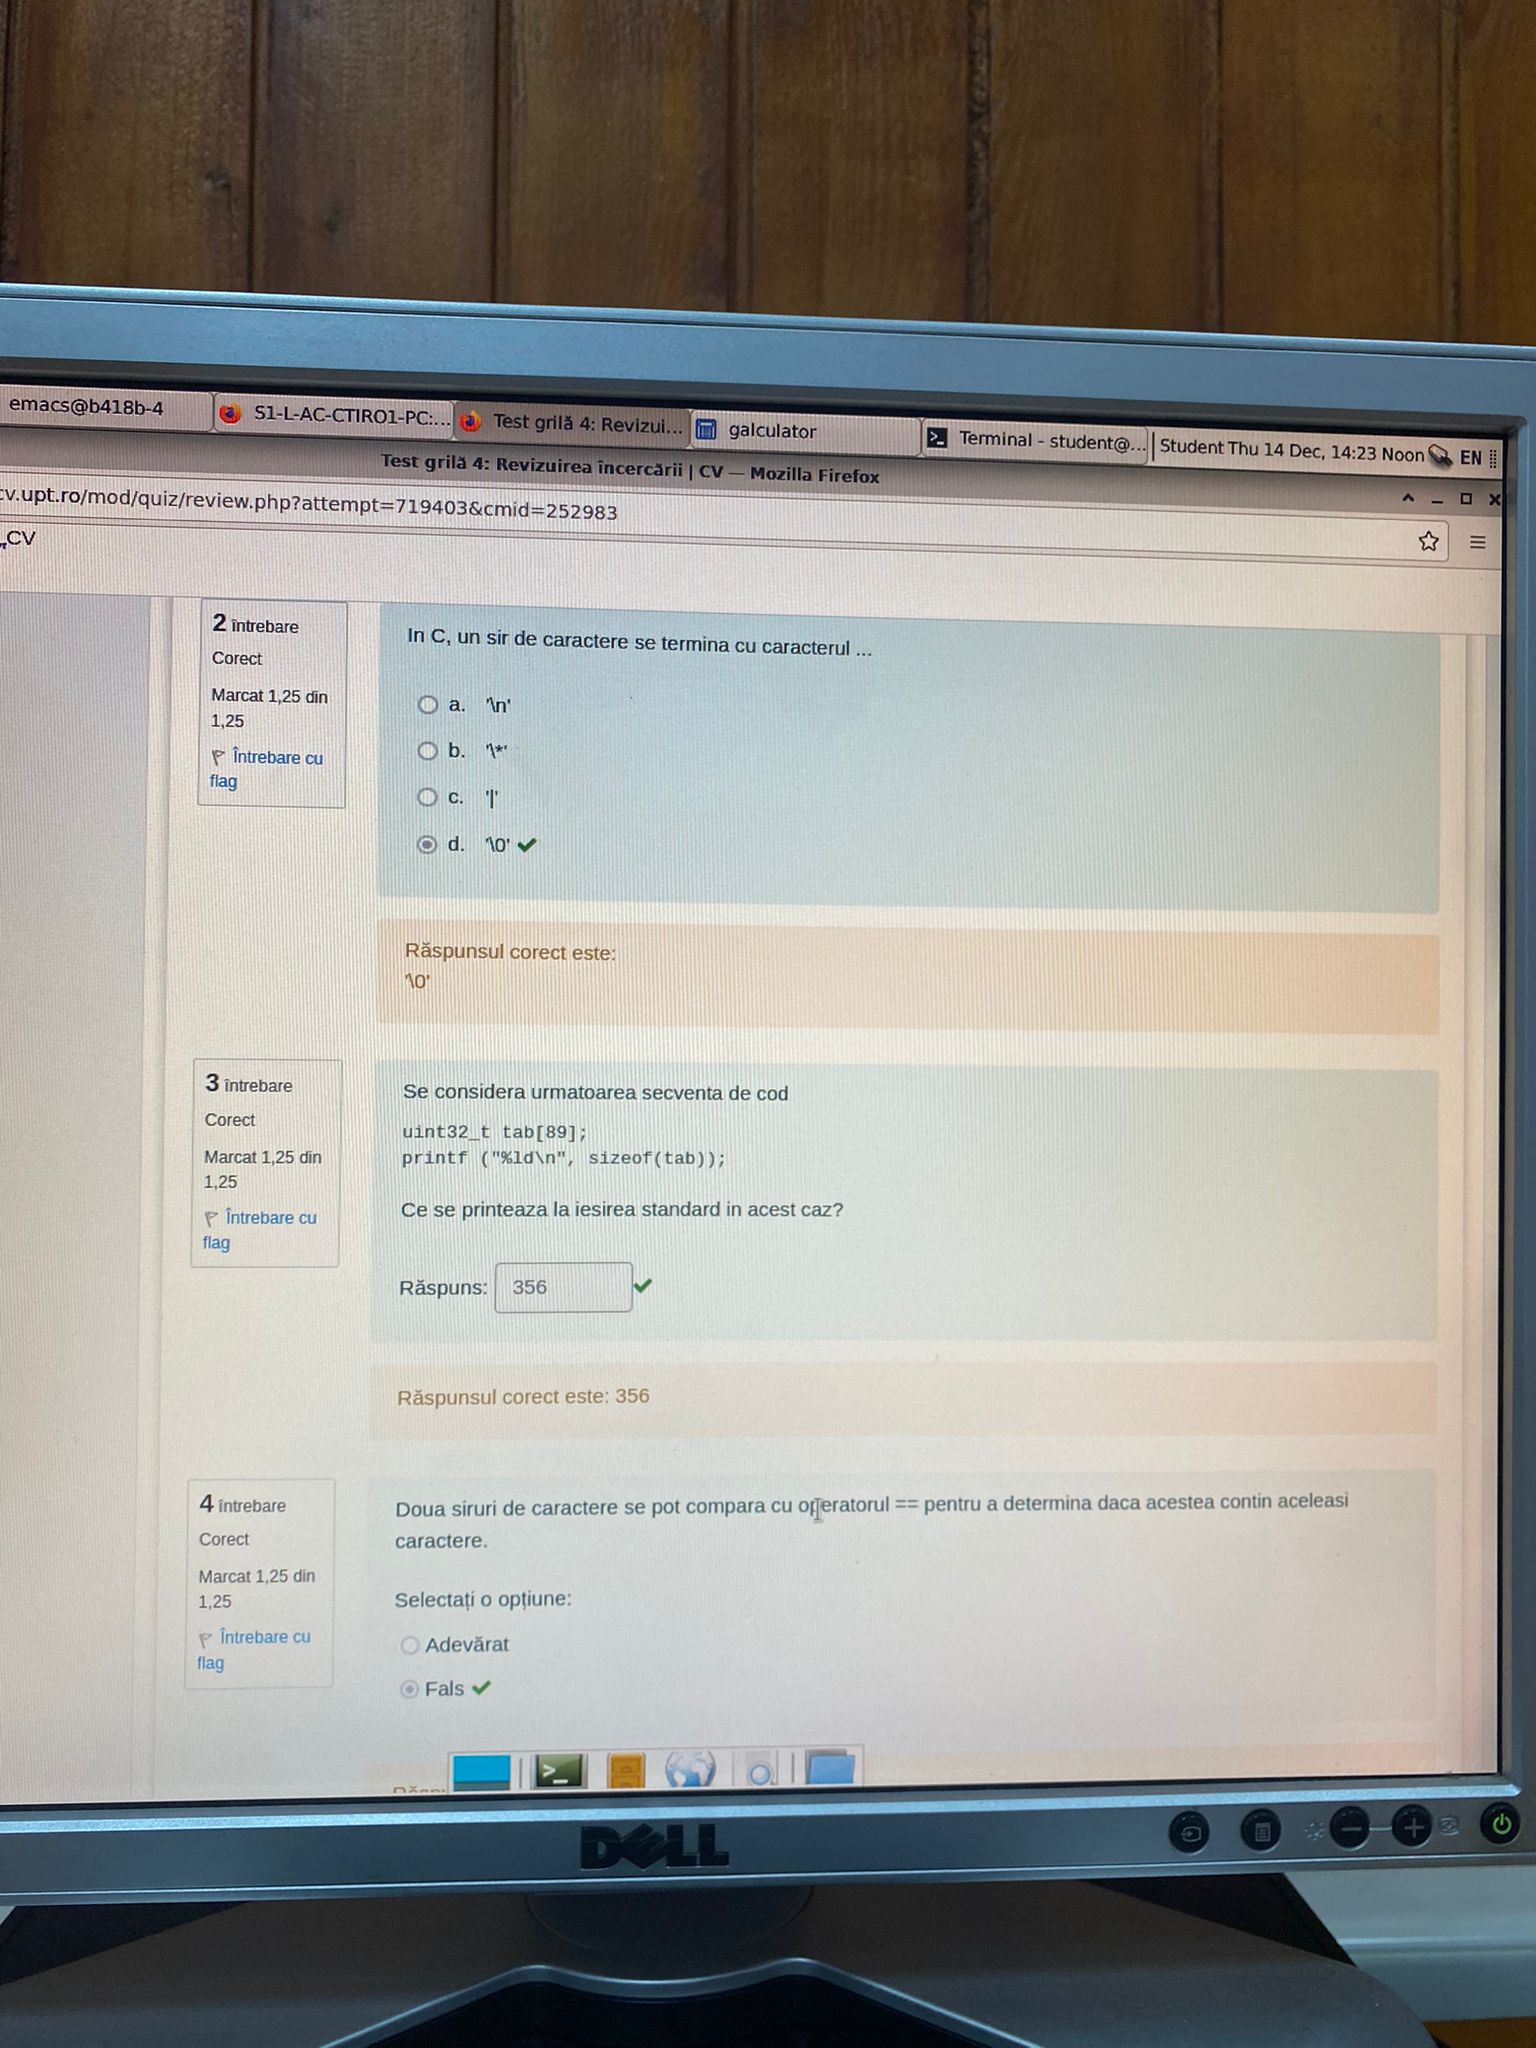 emacs@b418b-4
S1-L-AC-CTIRO1-PC:...
Test grilă 4: Revizui...
galculator
Terminal - student@...
Student Thu 14 Dec, 14:23 Noon
EN
Test grilă 4: Revizuirea încercării | CV — Mozilla Firefox
cv.upt.ro/mod/quiz/review.php?attempt=719403&cmid=252983
„CV
2 întrebare
Corect
Marcat 1,25 din
1,25
Întrebare cu
flag
In C, un sir de caractere se termina cu caracterul ...
a. '\n'
b. '\*'
c. '|'
d. '\0'
Răspunsul corect este:
'\0'
3 întrebare
Corect
Marcat 1,25 din
1,25
Întrebare cu
flag
Se considera urmatoarea secventa de cod
uint32_t tab[89];
printf ("%ld\n", sizeof(tab));
Ce se printeaza la iesirea standard in acest caz?
Răspuns: 356
Răspunsul corect este: 356
4 întrebare
Corect
Marcat 1,25 din
1,25
Întrebare cu
flag
Doua siruri de caractere se pot compara cu operatorul == pentru a determina daca acestea contin aceleasi
caractere.
Selectați o opțiune:
Adevărat
Fals
DELL